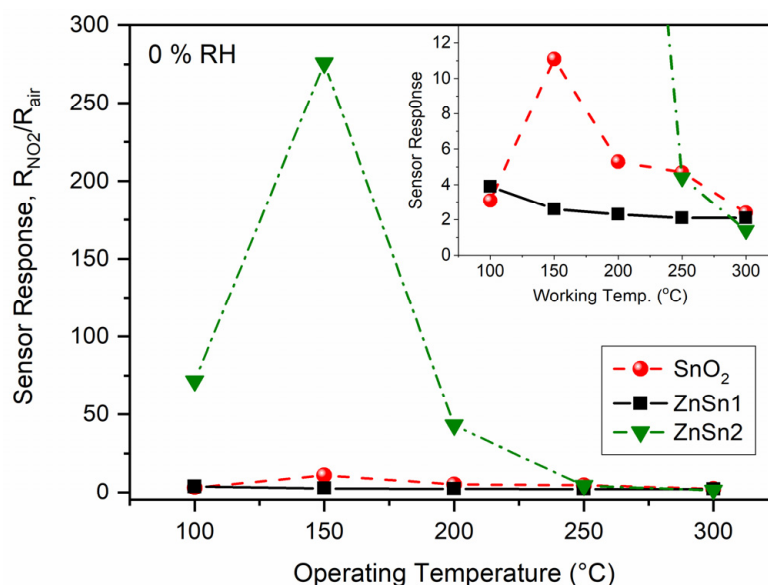 0 % RH
Sensor Response, R_NO2/R_air
300
250
200
150
100
50
0
100 150 200 250 300
Operating Temperature (°C)
Sensor Resp0nse
12
10
8
6
4
2
0
100 150 200 250 300
Working Temp. (°C)
SnO₂
ZnSn1
ZnSn2